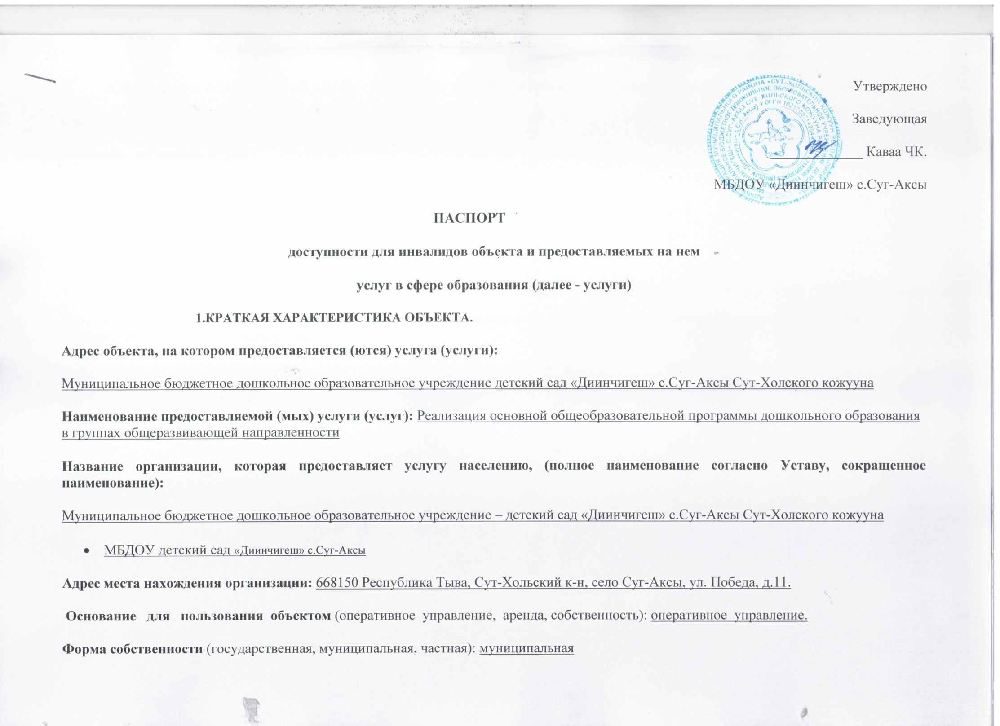 Утверждено
Заведующая
_____________ Каваа ЧК.
МБДОУ «Диинчигеш» с.Суг-Аксы
ПАСПОРТ
доступности для инвалидов объекта и предоставляемых на нем
услуг в сфере образования (далее - услуги)
1.КРАТКАЯ ХАРАКТЕРИСТИКА ОБЪЕКТА.
Адрес объекта, на котором предоставляется (ются) услуга (услуги):
Муниципальное бюджетное дошкольное образовательное учреждение детский сад «Диинчигеш» с.Суг-Аксы Сут-Холского кожууна
Наименование предоставляемой (мых) услуги (услуг): Реализация основной общеобразовательной программы дошкольного образования
в группах общеразвивающей направленности
Название организации, которая предоставляет услугу населению, (полное наименование согласно Уставу, сокращенное
наименование):
Муниципальное бюджетное дошкольное образовательное учреждение – детский сад «Диинчигеш» с.Суг-Аксы Сут-Холского кожууна
• МБДОУ детский сад «Диинчигеш» с.Суг-Аксы
Адрес места нахождения организации: 668150 Республика Тыва, Сут-Хольский к-н, село Суг-Аксы, ул. Победа, д.11.
Основание для пользования объектом (оперативное управление, аренда, собственность): оперативное управление.
Форма собственности (государственная, муниципальная, частная): муниципальная